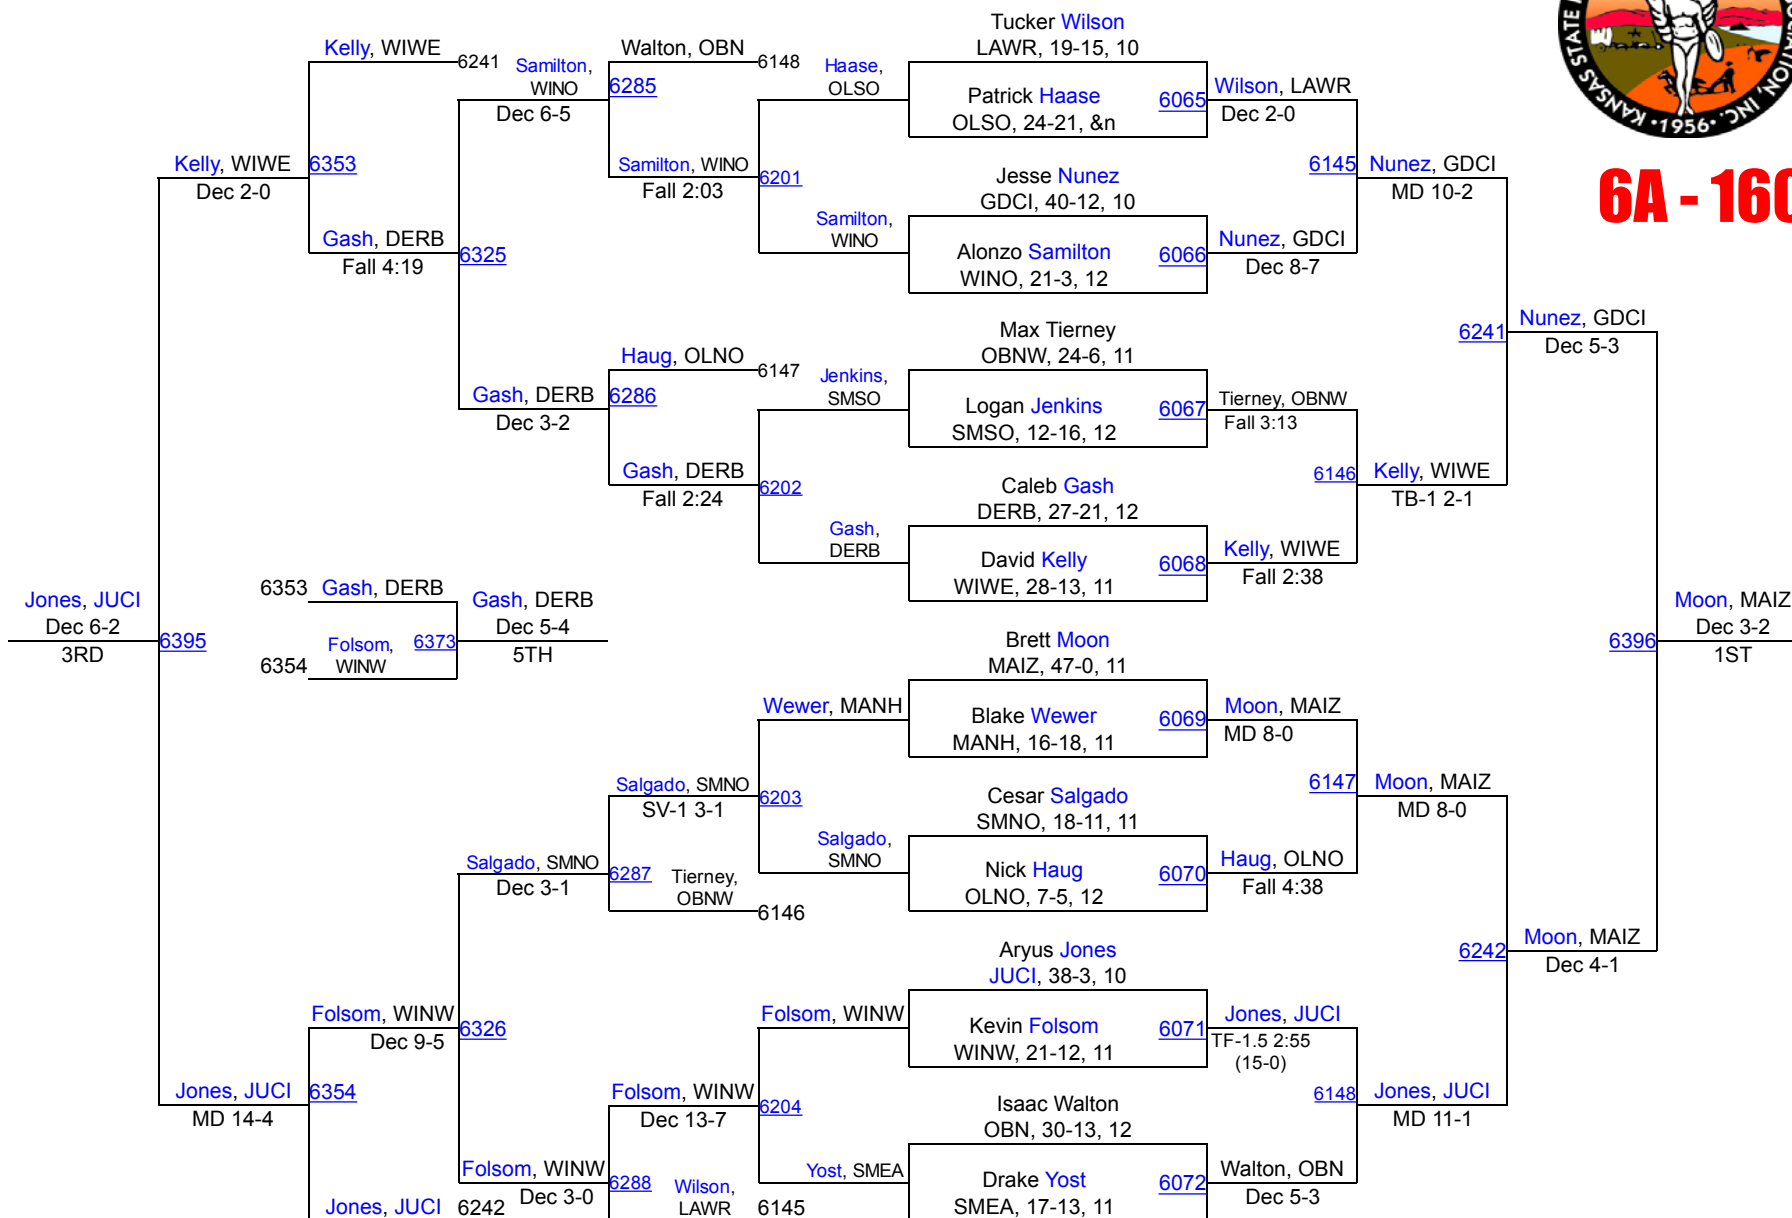 Tucker Wilson
LAWR, 19-15, 10
Patrick Haase
OLSO, 24-21, &n
6065
Wilson, LAWR
Dec 2-0
Jesse Nunez
GDCI, 40-12, 10
Alonzo Samilton
WINO, 21-3, 12
6066
Nunez, GDCI
Dec 8-7
6145
Nunez, GDCI
MD 10-2
Max Tierney
OBNW, 24-6, 11
Logan Jenkins
SMSO, 12-16, 12
6067
Tierney, OBNW
Fall 3:13
Caleb Gash
DERB, 27-21, 12
David Kelly
WIWE, 28-13, 11
6068
Kelly, WIWE
Fall 2:38
6146
Kelly, WIWE
TB-1 2-1
6241
Nunez, GDCI
Dec 5-3
Brett Moon
MAIZ, 47-0, 11
Blake Wewer
MANH, 16-18, 11
6069
Moon, MAIZ
MD 8-0
Cesar Salgado
SMNO, 18-11, 11
Nick Haug
OLNO, 7-5, 12
6070
Haug, OLNO
Fall 4:38
6147
Moon, MAIZ
MD 8-0
Aryus Jones
JUCI, 38-3, 10
Kevin Folsom
WINW, 21-12, 11
6071
Jones, JUCI
TF-1.5 2:55
(15-0)
Isaac Walton
OBN, 30-13, 12
Drake Yost
SMEA, 17-13, 11
6072
Walton, OBN
Dec 5-3
6148
Jones, JUCI
MD 11-1
6242
Moon, MAIZ
Dec 4-1
6396
Moon, MAIZ
Dec 3-2
1ST
Kelly, WIWE
6241
Samilton,
WINO
Dec 6-5
Walton, OBN
6148
6285
Haase,
OLSO
Samilton, WINO
Fall 2:03
6201
Samilton,
WINO
Kelly, WIWE
Dec 2-0
6353
Gash, DERB
Fall 4:19
6325
Haug, OLNO
6147
Gash, DERB
Dec 3-2
6286
Jenkins,
SMSO
Gash, DERB
Fall 2:24
6202
Gash,
DERB
6353
Gash, DERB
Folsom,
WINW
6354
6373
Gash, DERB
Dec 5-4
5TH
Jones, JUCI
Dec 6-2
3RD
6395
Wewer, MANH
Salgado, SMNO
SV-1 3-1
6203
Salgado,
SMNO
Salgado, SMNO
Dec 3-1
6287
Tierney,
OBNW
6146
Folsom, WINW
Dec 9-5
6326
Folsom, WINW
Jones, JUCI
MD 14-4
6354
Folsom, WINW
Dec 13-7
6204
Yost, SMEA
Folsom, WINW
Dec 3-0
6288
Wilson,
LAWR
6145
Jones, JUCI
6242
KANSAS STATE
INC.
1956
6A - 160